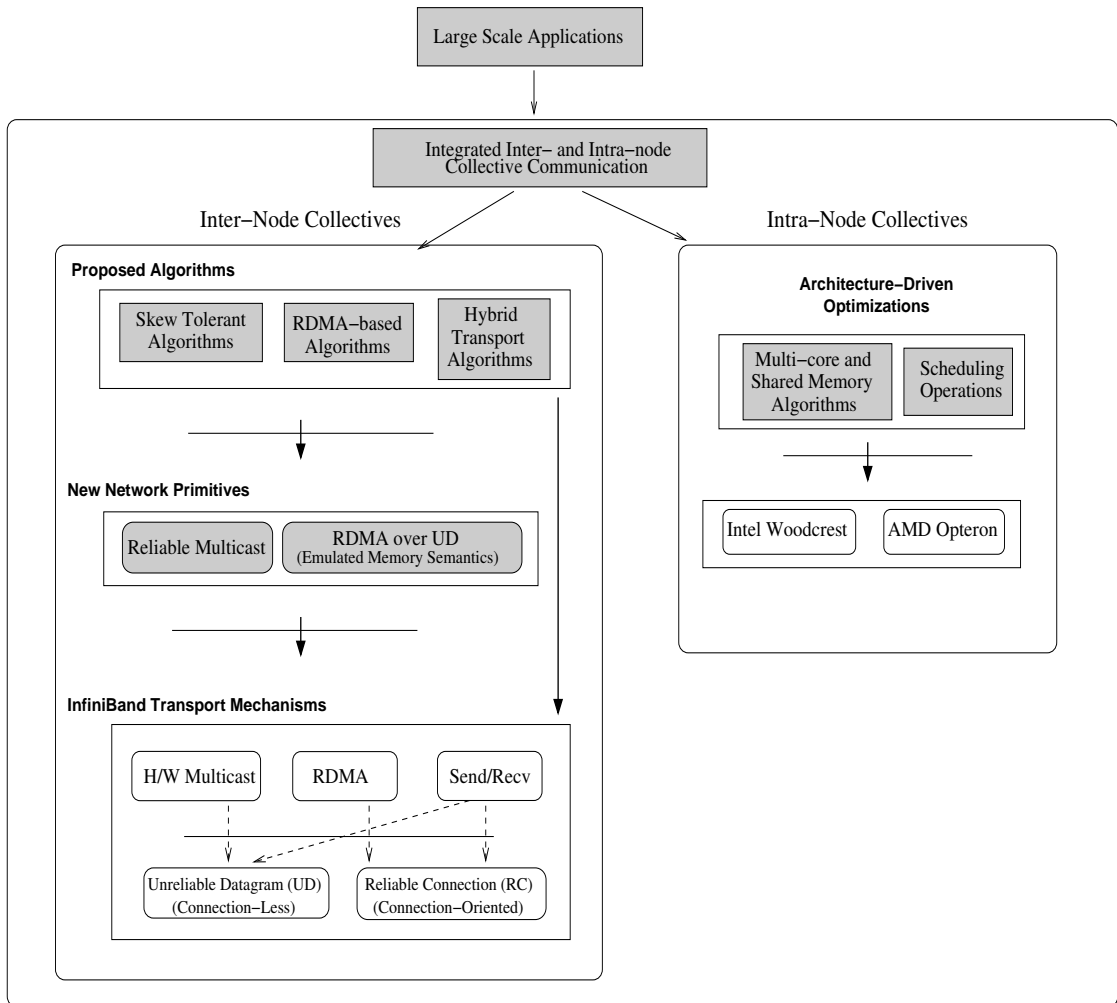 Large Scale Applications
Integrated Inter- and Intra-node
Collective Communication
Inter-Node Collectives
Intra-Node Collectives
Proposed Algorithms
Skew Tolerant
Algorithms
RDMA-based
Algorithms
Hybrid
Transport
Algorithms
New Network Primitives
Reliable Multicast
RDMA over UD
(Emulated Memory Semantics)
InfiniBand Transport Mechanisms
H/W Multicast
RDMA
Send/Recv
Unreliable Datagram (UD)
(Connection-Less)
Reliable Connection (RC)
(Connection-Oriented)
Architecture-Driven
Optimizations
Multi-core and
Shared Memory
Algorithms
Scheduling
Operations
Intel Woodcrest
AMD Opteron